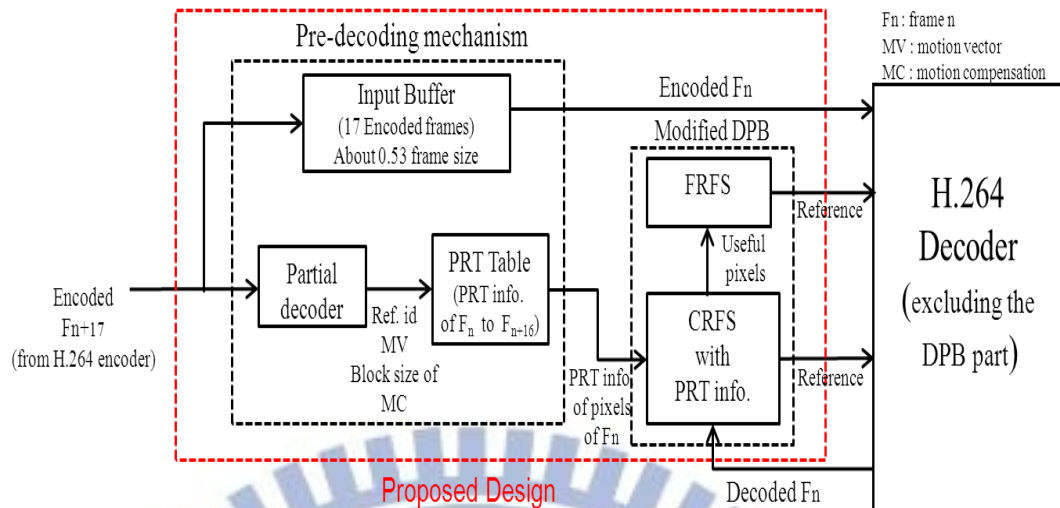 Fn : frame n
MV : motion vector
MC : motion compensation
Pre-decoding mechanism
Input Buffer
(17 Encoded frames)
About 0.53 frame size
Encoded Fn
Modified DPB
FRFS
Reference
Useful
pixels
H.264
Decoder
(excluding the
DPB part)
Encoded
Fn+17
(from H.264 encoder)
Partial
decoder
Ref. id
MV
Block size of
MC
PRT Table
(PRT info.
of Fn to Fn+16)
PRT info.
of pixels
of Fn
CRFS
with
PRT info.
Reference
Decoded Fn
Proposed Design